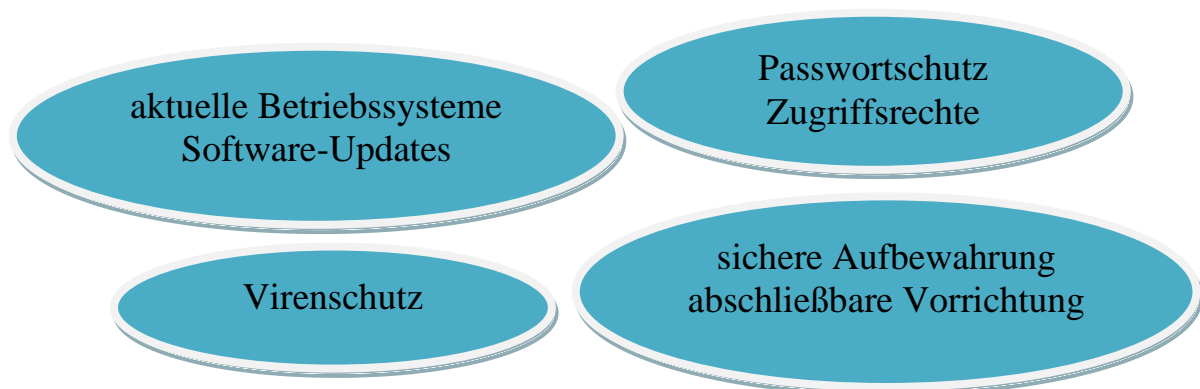 aktuelle Betriebssysteme
Software-Updates
Passwortschutz
Zugriffsrechte
Virenschutz
sichere Aufbewahrung
abschließbare Vorrichtung